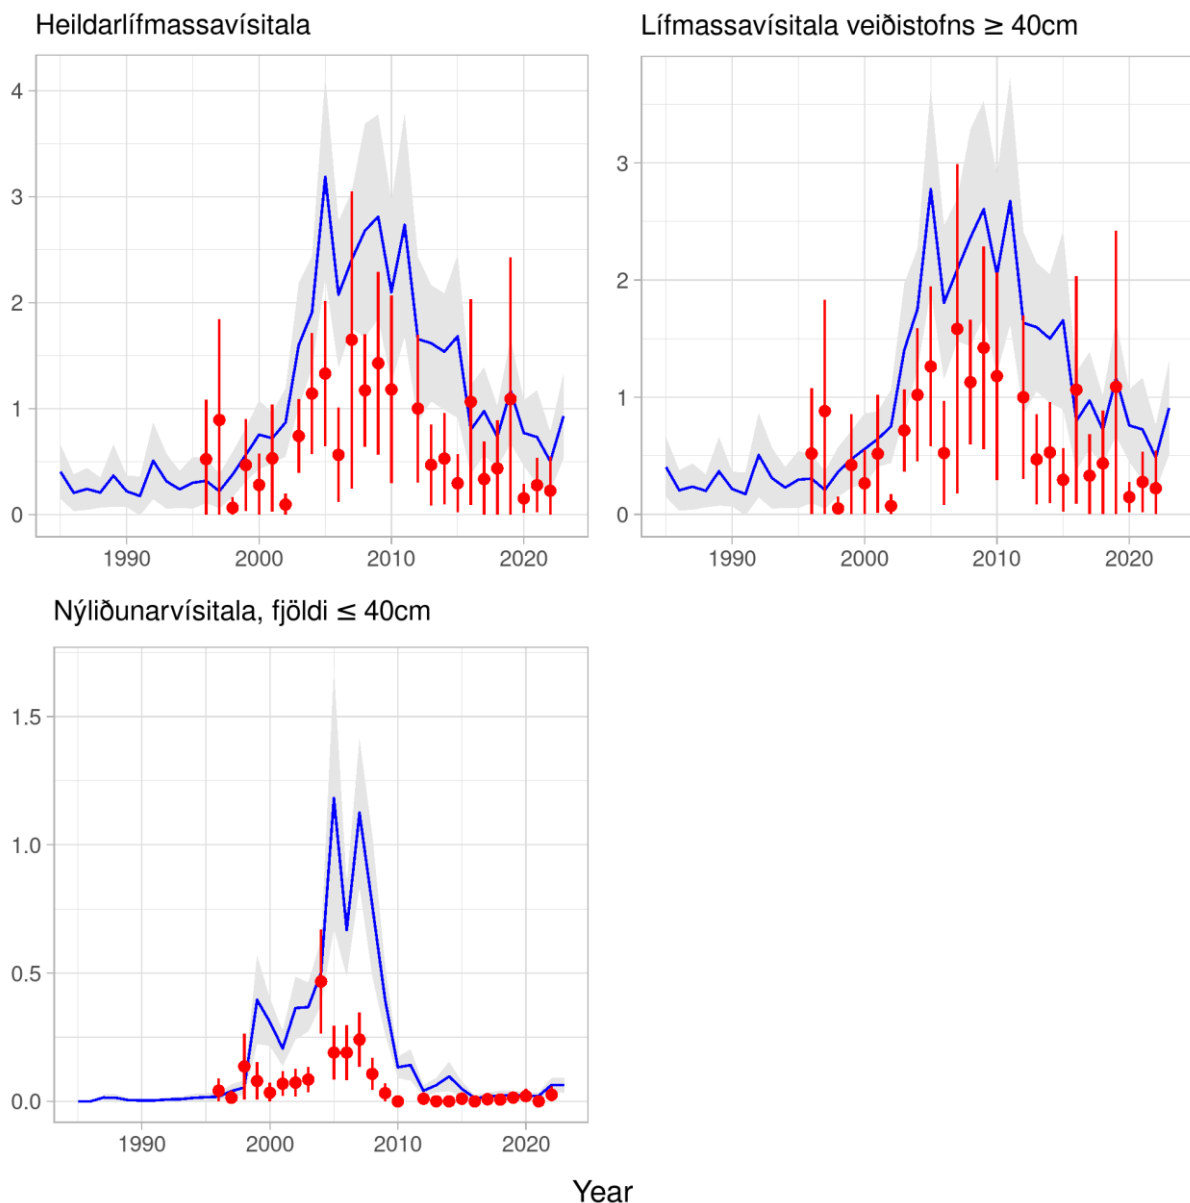 Heildarlífmassavísitala
4
3
2
1
0
1990 2000 2010 2020
Lífmassavísitala veiðistofns ≥ 40cm
3
2
1
0
1990 2000 2010 2020
Nýliðunarvísitala, fjöldi ≤ 40cm
1.5
1.0
0.5
0.0
1990 2000 2010 2020
Year